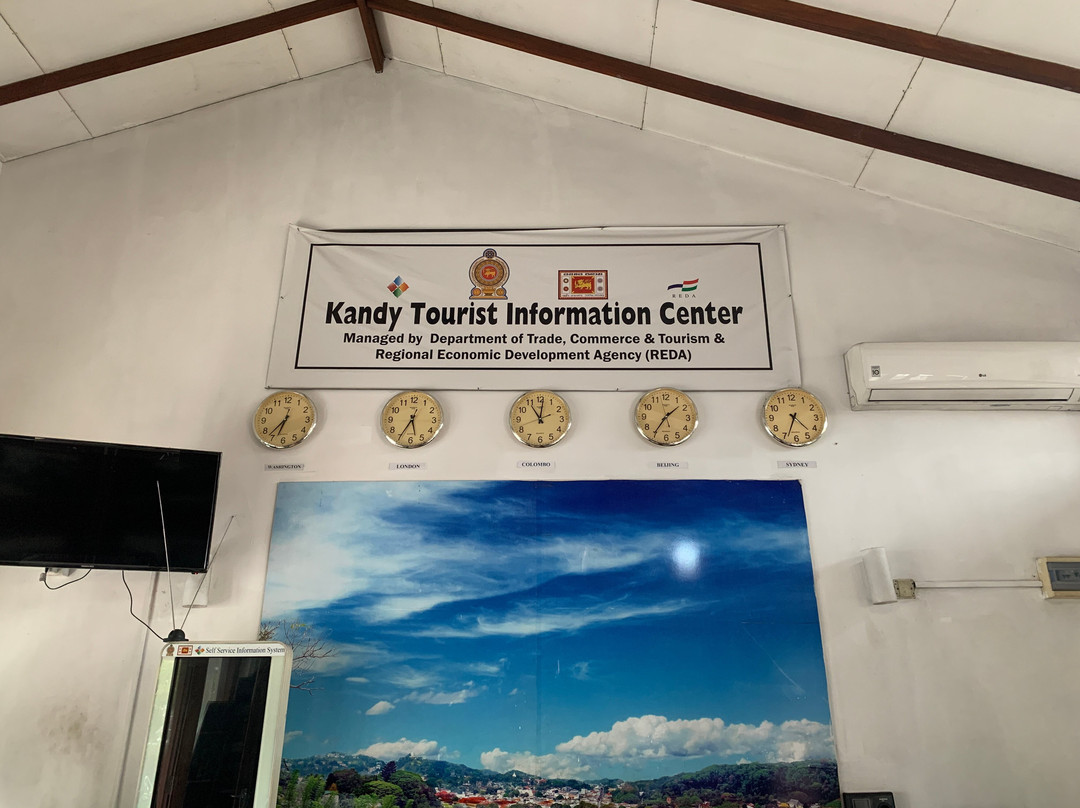 REDA
Kandy Tourist Information Center
Managed by Department of Trade, Commerce & Tourism &
Regional Economic Development Agency (REDA)
WASHINGTON
LONDON
COLOMBO
BEIJING
SYDNEY
LG
Self Service Information System